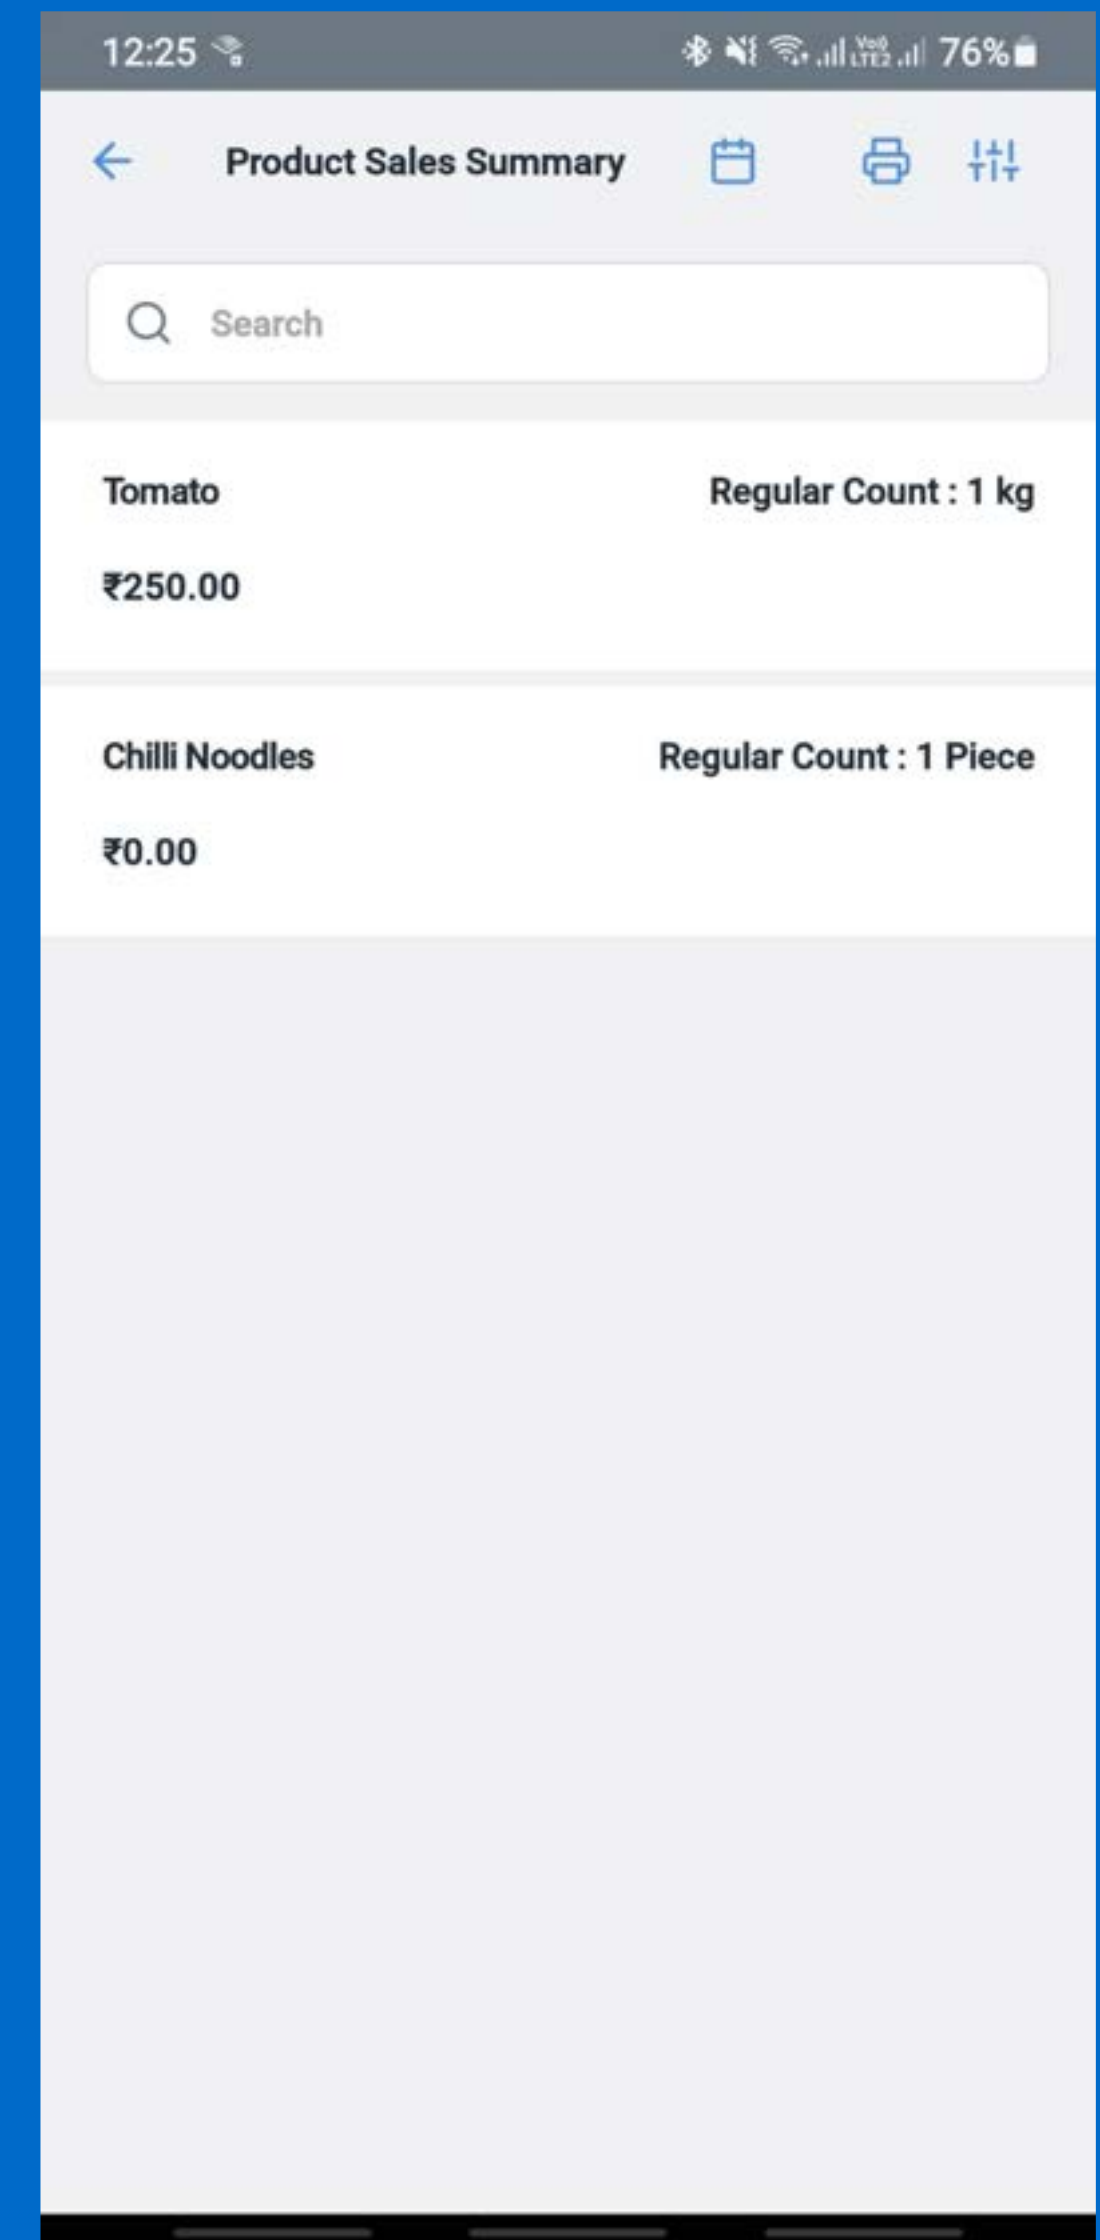 12:25 76%
Product Sales Summary
Search
Tomato Regular Count : 1 kg
₹250.00
Chilli Noodles Regular Count : 1 Piece
₹0.00